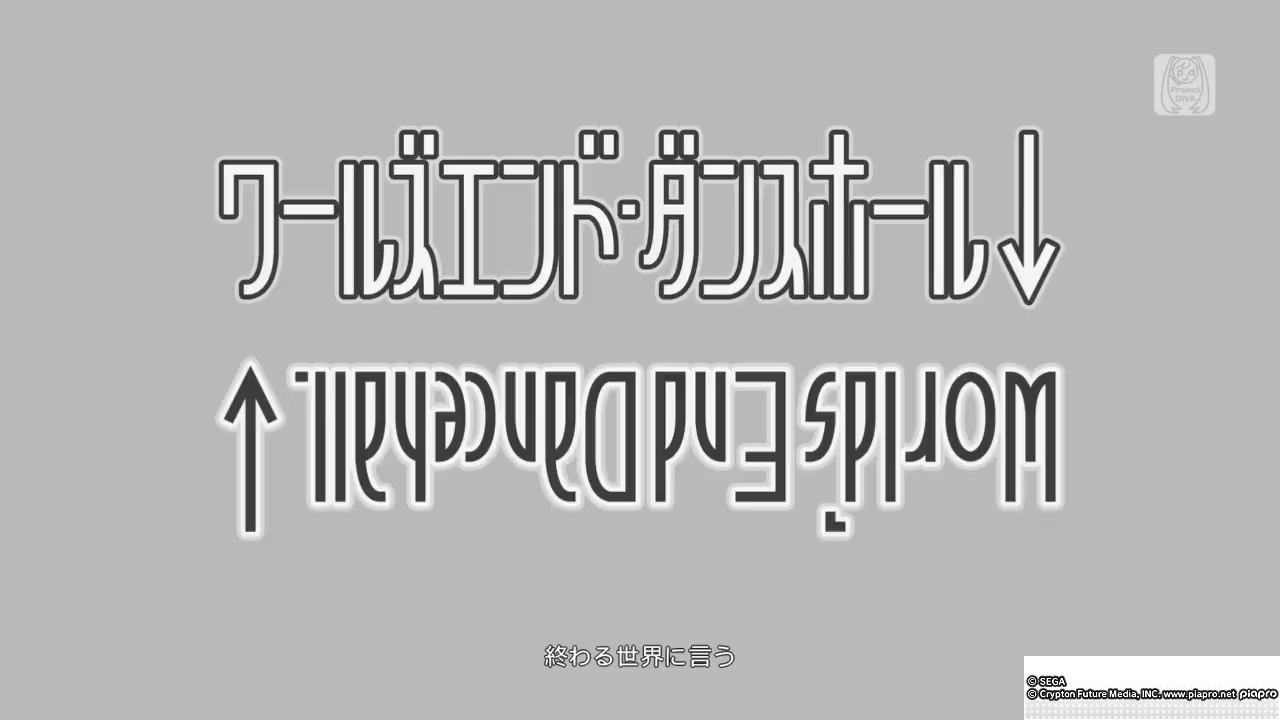 Project
DIVA
ワールズエンド・ダンスホール↓
World's End Dancehall.↑
終わる世界に言う
© SEGA
© Crypton Future Media, INC. www.piapro.net piapro